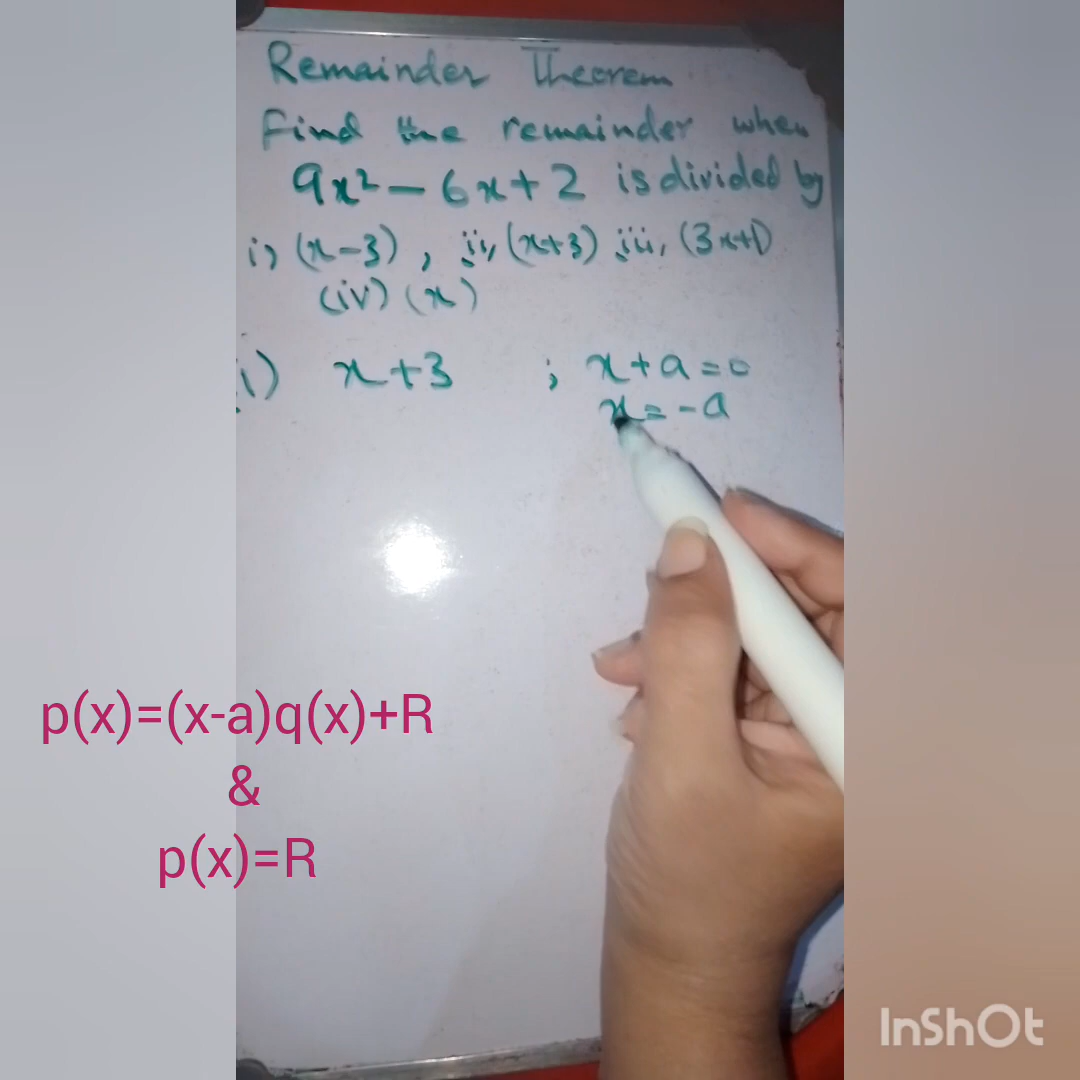 Remainder Theorem
Find the remainder when
9x² - 6x + 2 is divided by
i, (x-3), ii, (x+3) iii, (3x+1)
(iv) (x)
i) x+3 ; x+a=0
x = -a
p(x)=(x-a)q(x)+R
&
p(x)=R
InShOt